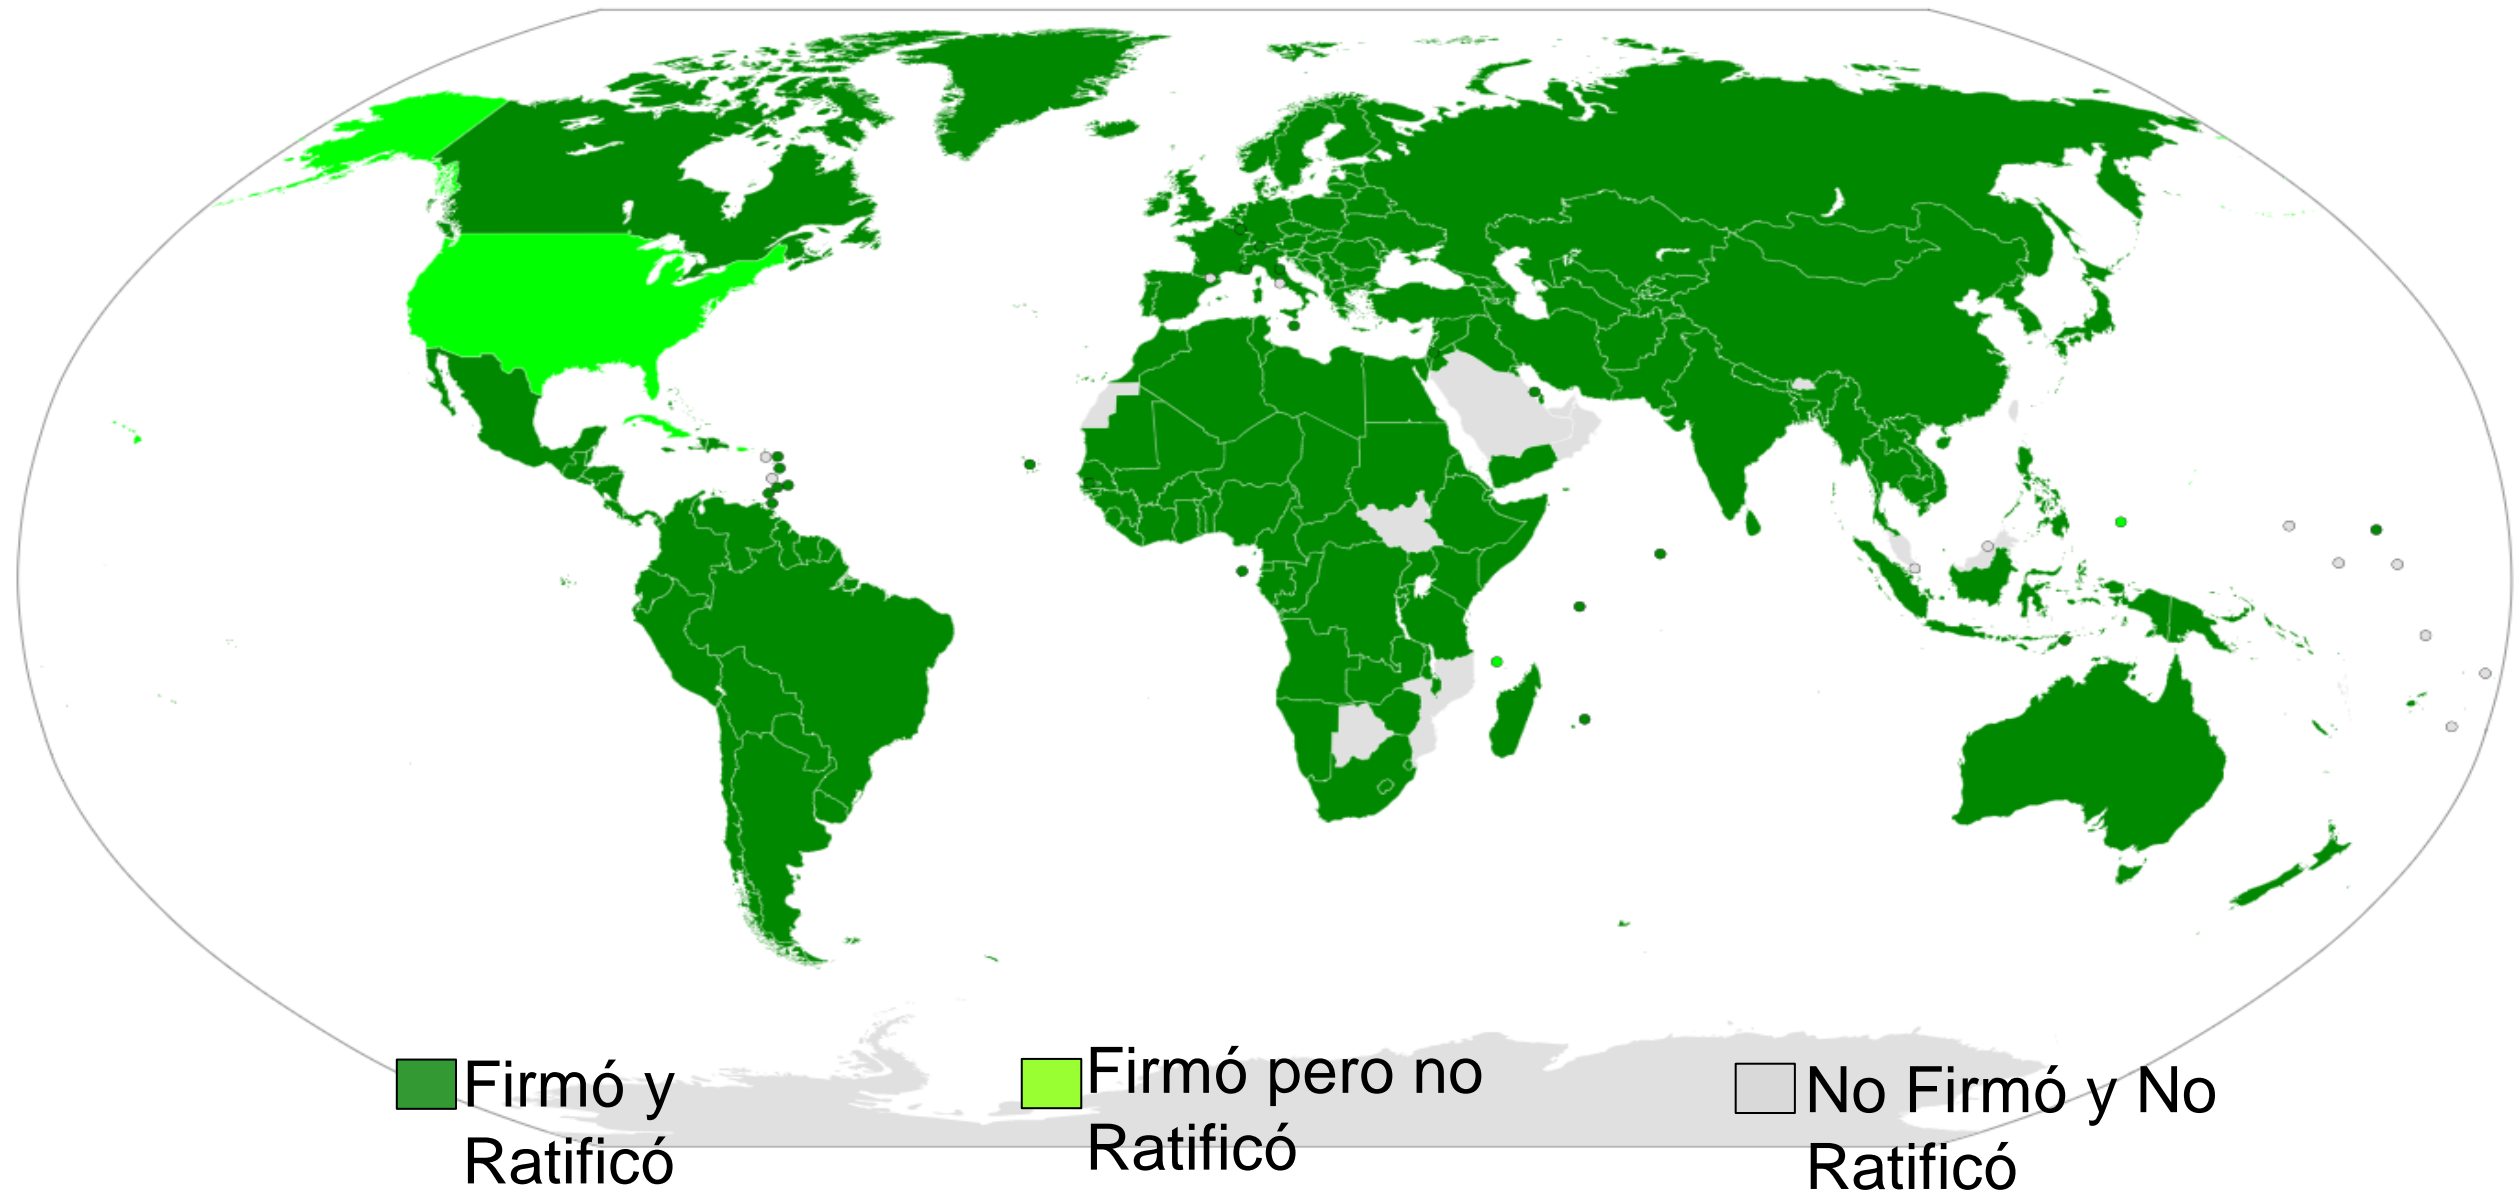 Firmó y
Ratificó
Firmó pero no
Ratificó
No Firmó y No
Ratificó